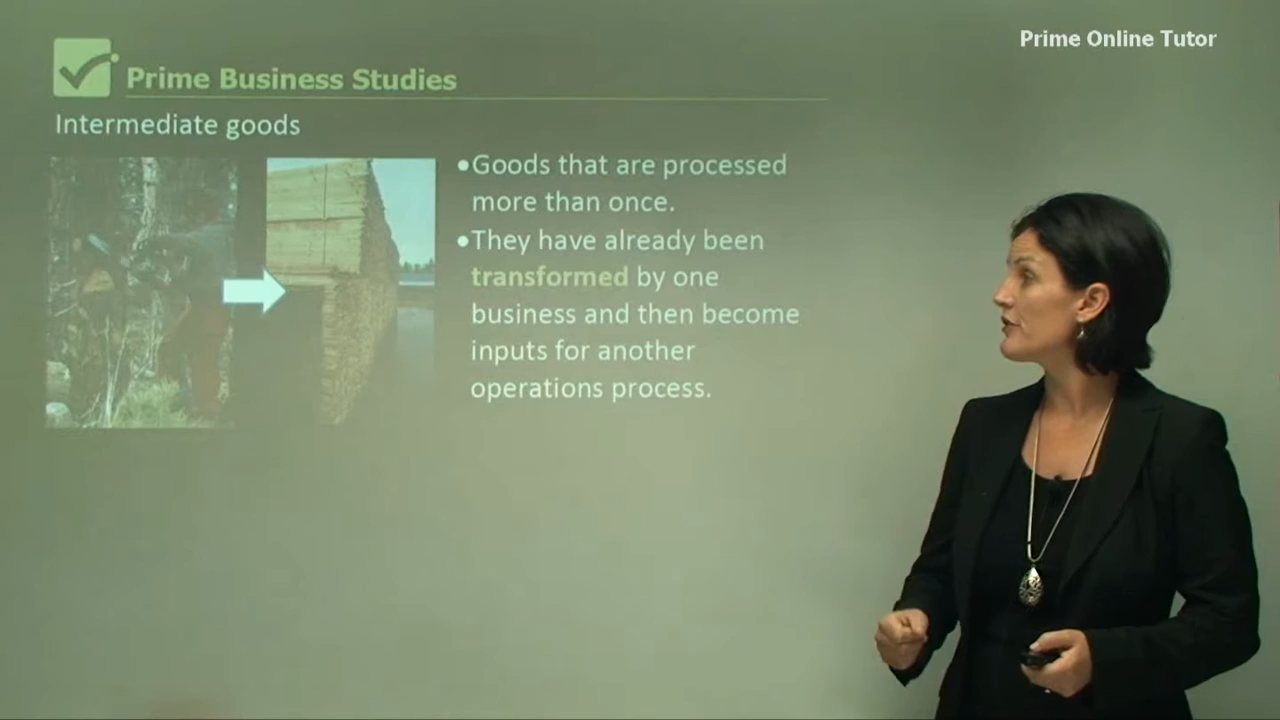 Prime Online Tutor
Prime Business Studies
Intermediate goods
•Goods that are processed
more than once.
•They have already been
transformed by one
business and then become
inputs for another
operations process.